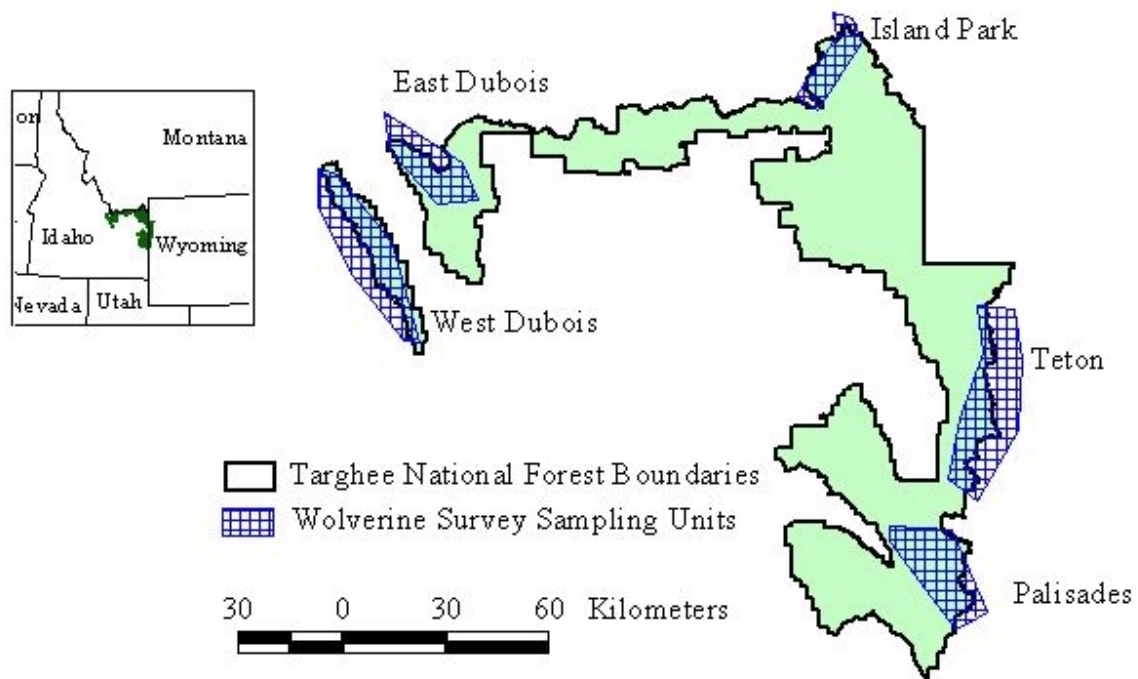 Island Park
East Dubois
on
Montana
Idaho
Wyoming
Nevada
Utah
West Dubois
Teton
Targhee National Forest Boundaries
Wolverine Survey Sampling Units
30 0 30 60 Kilometers
Palisades